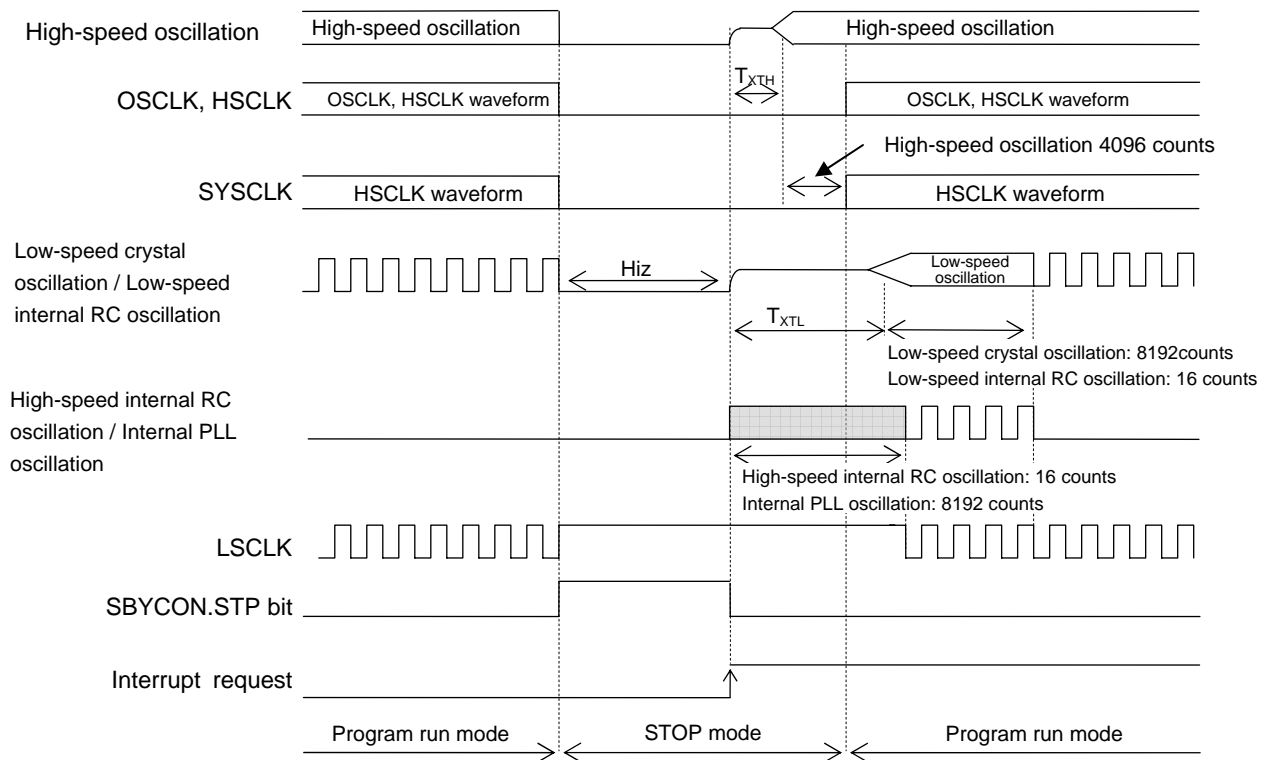 High-speed oscillation
High-speed oscillation
High-speed oscillation
T_XTH
OSCLK, HSCLK
OSCLK, HSCLK waveform
OSCLK, HSCLK waveform
High-speed oscillation 4096 counts
SYSCLK
HSCLK waveform
HSCLK waveform
Low-speed crystal
oscillation / Low-speed
internal RC oscillation
Hiz
Low-speed
oscillation
T_XTL
Low-speed crystal oscillation: 8192counts
Low-speed internal RC oscillation: 16 counts
High-speed internal RC
oscillation / Internal PLL
oscillation
High-speed internal RC oscillation: 16 counts
Internal PLL oscillation: 8192 counts
LSCLK
SBYCON.STP bit
Interrupt request
Program run mode
STOP mode
Program run mode